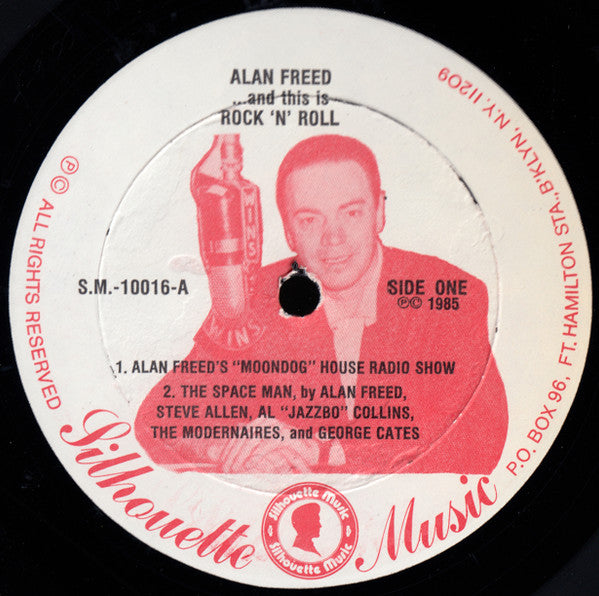 ALAN FREED
...and this is
ROCK 'N' ROLL
S.M.-10016-A
SIDE ONE
℗© 1985
1. ALAN FREED'S "MOONDOG" HOUSE RADIO SHOW
2. THE SPACE MAN, by ALAN FREED,
STEVE ALLEN, AL "JAZZBO" COLLINS,
THE MODERNAIRES, and GEORGE CATES
℗© ALL RIGHTS RESERVED
Silhouette Music
P.O. BOX 96, FT. HAMILTON STA., B'KLYN, N.Y. 11209
Silhouette Music
Silhouette Music
WINS
WINS